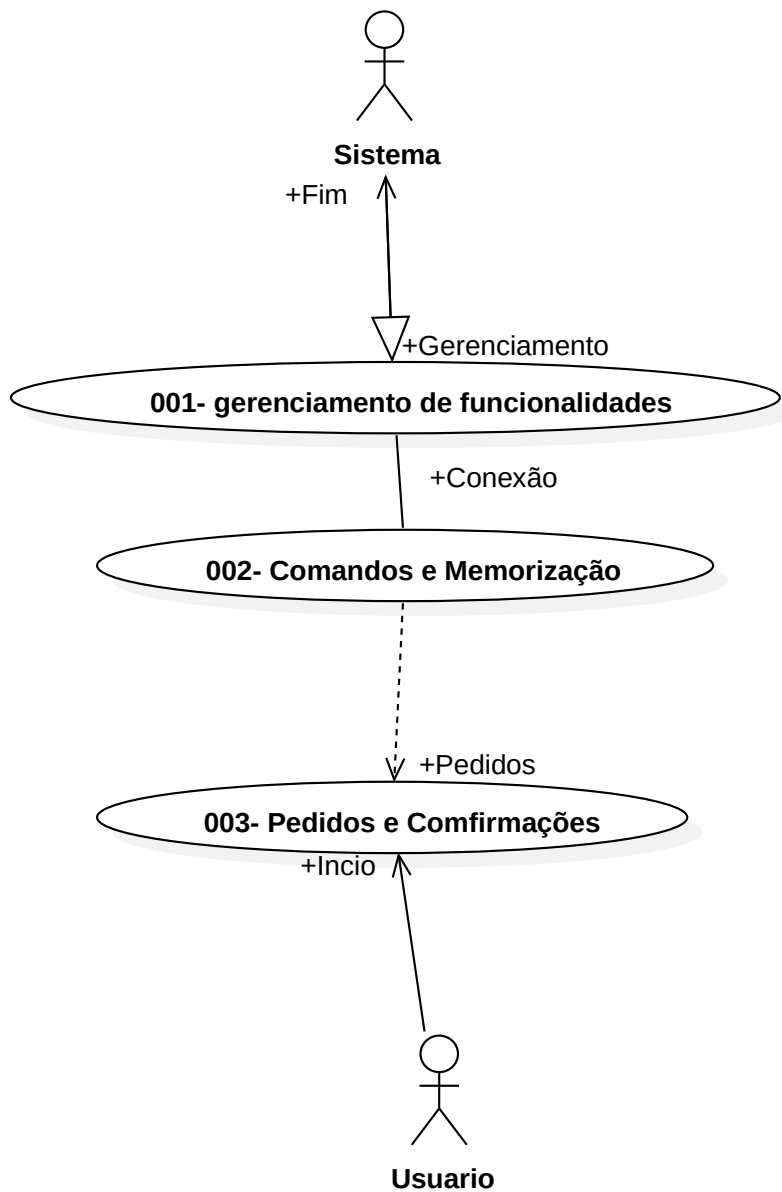 Sistema
+Fim
+Gerenciamento
001- gerenciamento de funcionalidades
+Conexão
002- Comandos e Memorização
+Pedidos
003- Pedidos e Comfirmações
+Incio
Usuario